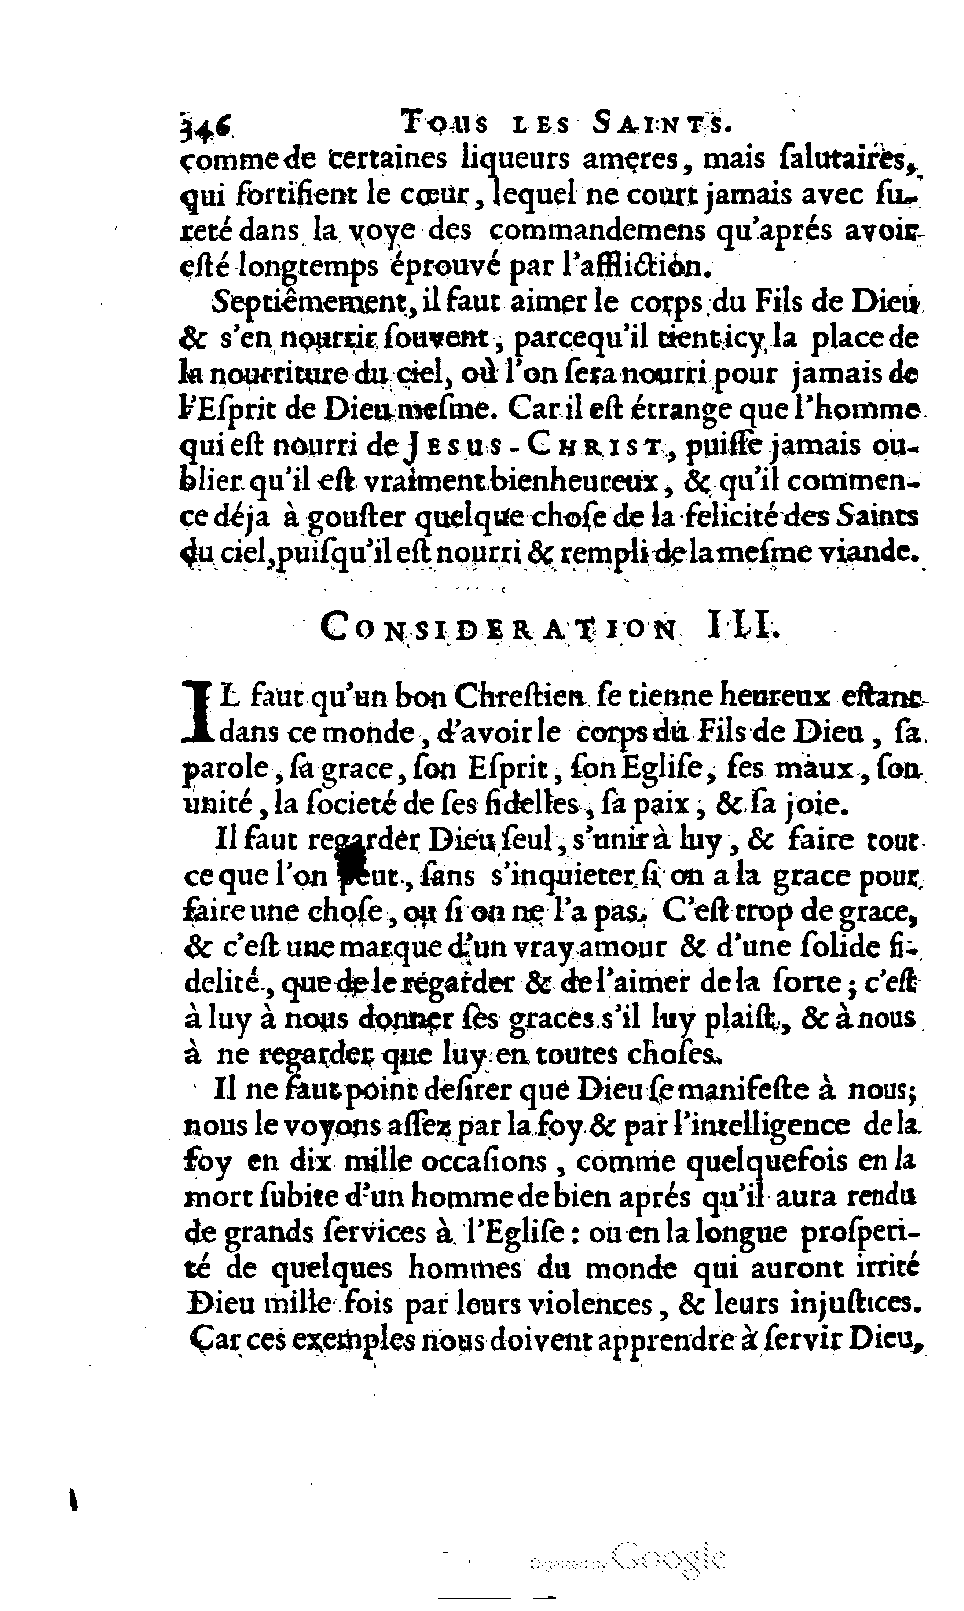 346 TOUS LES SAINTS.
comme de certaines liqueurs ameres, mais ſalutaires,
qui fortifient le cœur, lequel ne court jamais avec ſu-
reté dans la voye des commandemens qu'aprés avoir
eſté longtemps éprouvé par l'affliction.
Septiêmement, il faut aimer le corps du Fils de Dieu
& s'en nourrir ſouvent, parcequ'il tient icy la place de
la nourriture du ciel, où l'on ſera nourri pour jamais de
l'Eſprit de Dieu meſme. Car il eſt étrange que l'homme
qui eſt nourri de JESUS-CHRIST, puiſſe jamais ou-
blier qu'il eſt vraiment bienheureux, & qu'il commen-
ce déja à gouſter quelque choſe de la felicité des Saints
du ciel, puiſqu'il eſt nourri & rempli de la meſme viande.
CONSIDERATION III.
IL faut qu'un bon Chreſtien ſe tienne heureux eſtant
dans ce monde, d'avoir le corps du Fils de Dieu, ſa
parole, ſa grace, ſon Eſprit, ſon Egliſe, ſes maux, ſon
unité, la ſocieté de ſes fidelles, ſa paix, & ſa joie.
Il faut regarder Dieu ſeul, s'unir à luy, & faire tout
ce que l'on peut, ſans s'inquieter ſi on a la grace pour
faire une choſe, ou ſi on ne l'a pas. C'eſt trop de grace,
& c'eſt une marque d'un vray amour & d'une ſolide fi-
delité, que de le regarder & de l'aimer de la ſorte; c'eſt
à luy à nous donner ſes graces s'il luy plaiſt, & à nous
à ne regarder que luy en toutes choſes.
Il ne faut point deſirer que Dieu ſe manifeſte à nous;
nous le voyons aſſez par la foy & par l'intelligence de la
foy en dix mille occaſions, comme quelquefois en la
mort ſubite d'un homme de bien aprés qu'il aura rendu
de grands ſervices à l'Egliſe: ou en la longue proſperi-
té de quelques hommes du monde qui auront irrité
Dieu mille fois par leurs violences, & leurs injuſtices.
Car ces exemples nous doivent apprendre à ſervir Dieu,
Digitized by Google